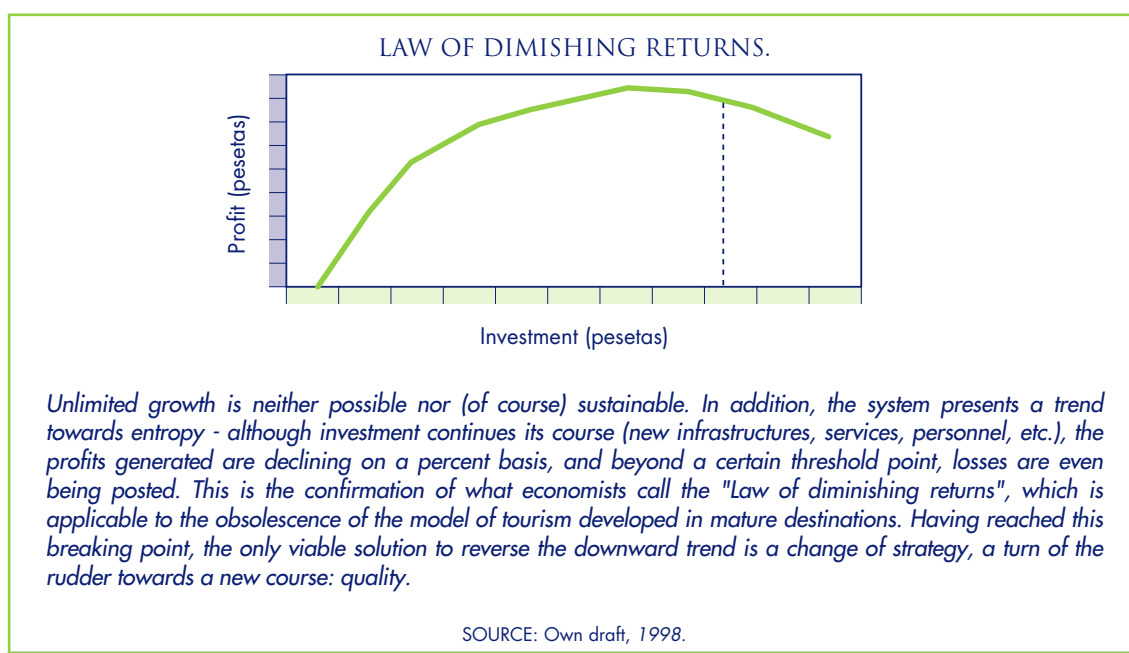 LAW OF DIMISHING RETURNS.
Profit (pesetas)
Investment (pesetas)
Unlimited growth is neither possible nor (of course) sustainable. In addition, the system presents a trend
towards entropy - although investment continues its course (new infrastructures, services, personnel, etc.), the
profits generated are declining on a percent basis, and beyond a certain threshold point, losses are even
being posted. This is the confirmation of what economists call the "Law of diminishing returns", which is
applicable to the obsolescence of the model of tourism developed in mature destinations. Having reached this
breaking point, the only viable solution to reverse the downward trend is a change of strategy, a turn of the
rudder towards a new course: quality.
SOURCE: Own draft, 1998.